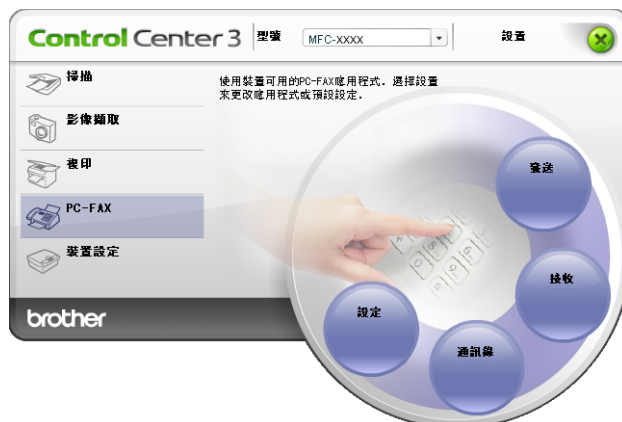 Control Center 3 型號 MFC-XXXX 設置
掃描
影像擷取
複印
PC-FAX
裝置設定
使用裝置可用的PC-FAX應用程式. 選擇設置
來更改應用程式或預設設定.
發送
接收
通訊錄
設定
brother